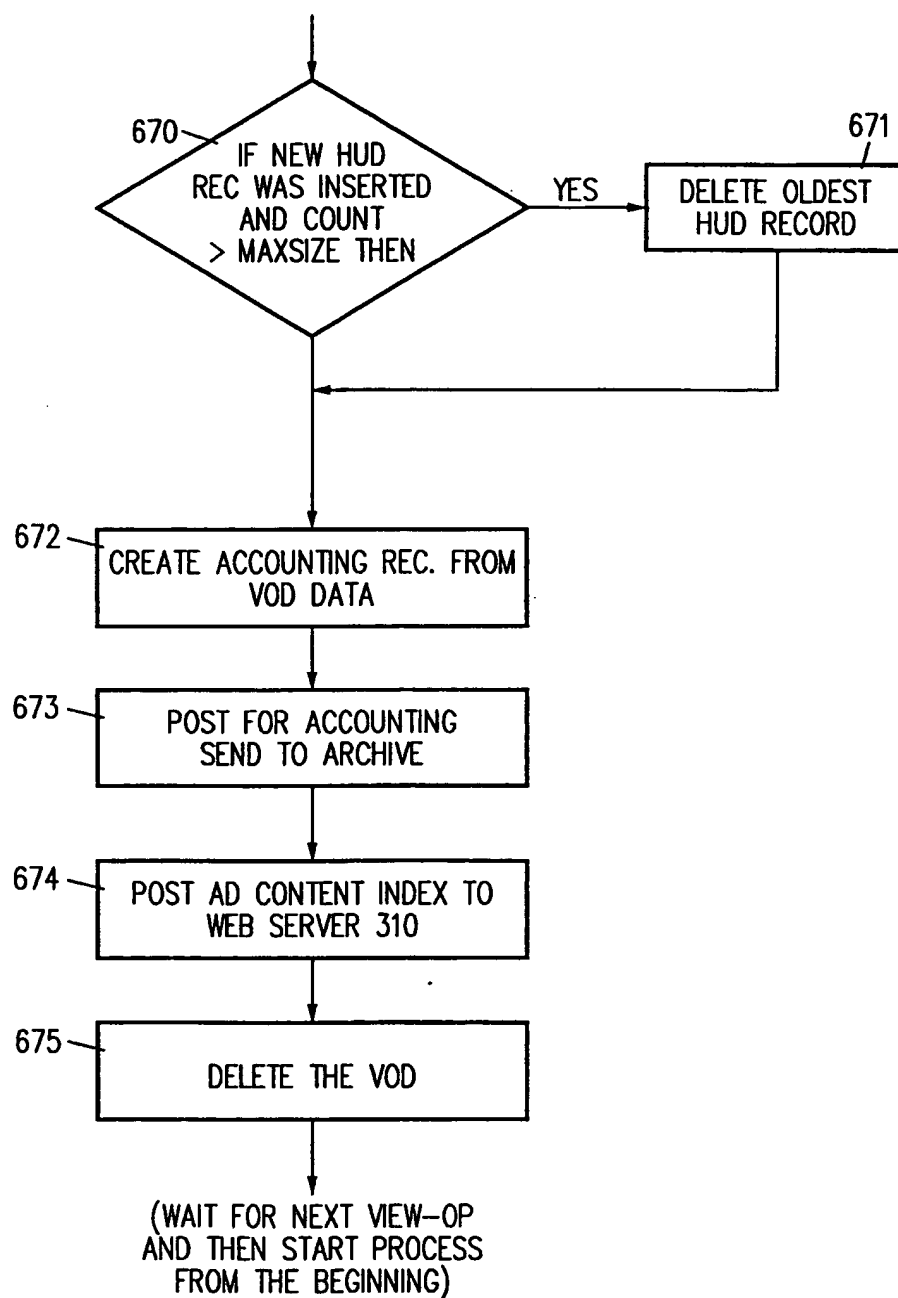 670
IF NEW HUD
REC WAS INSERTED
AND COUNT
> MAXSIZE THEN
YES
671
DELETE OLDEST
HUD RECORD
672
CREATE ACCOUNTING REC. FROM
VOD DATA
673
POST FOR ACCOUNTING
SEND TO ARCHIVE
674
POST AD CONTENT INDEX TO
WEB SERVER 310
675
DELETE THE VOD
(WAIT FOR NEXT VIEW-OP
AND THEN START PROCESS
FROM THE BEGINNING)